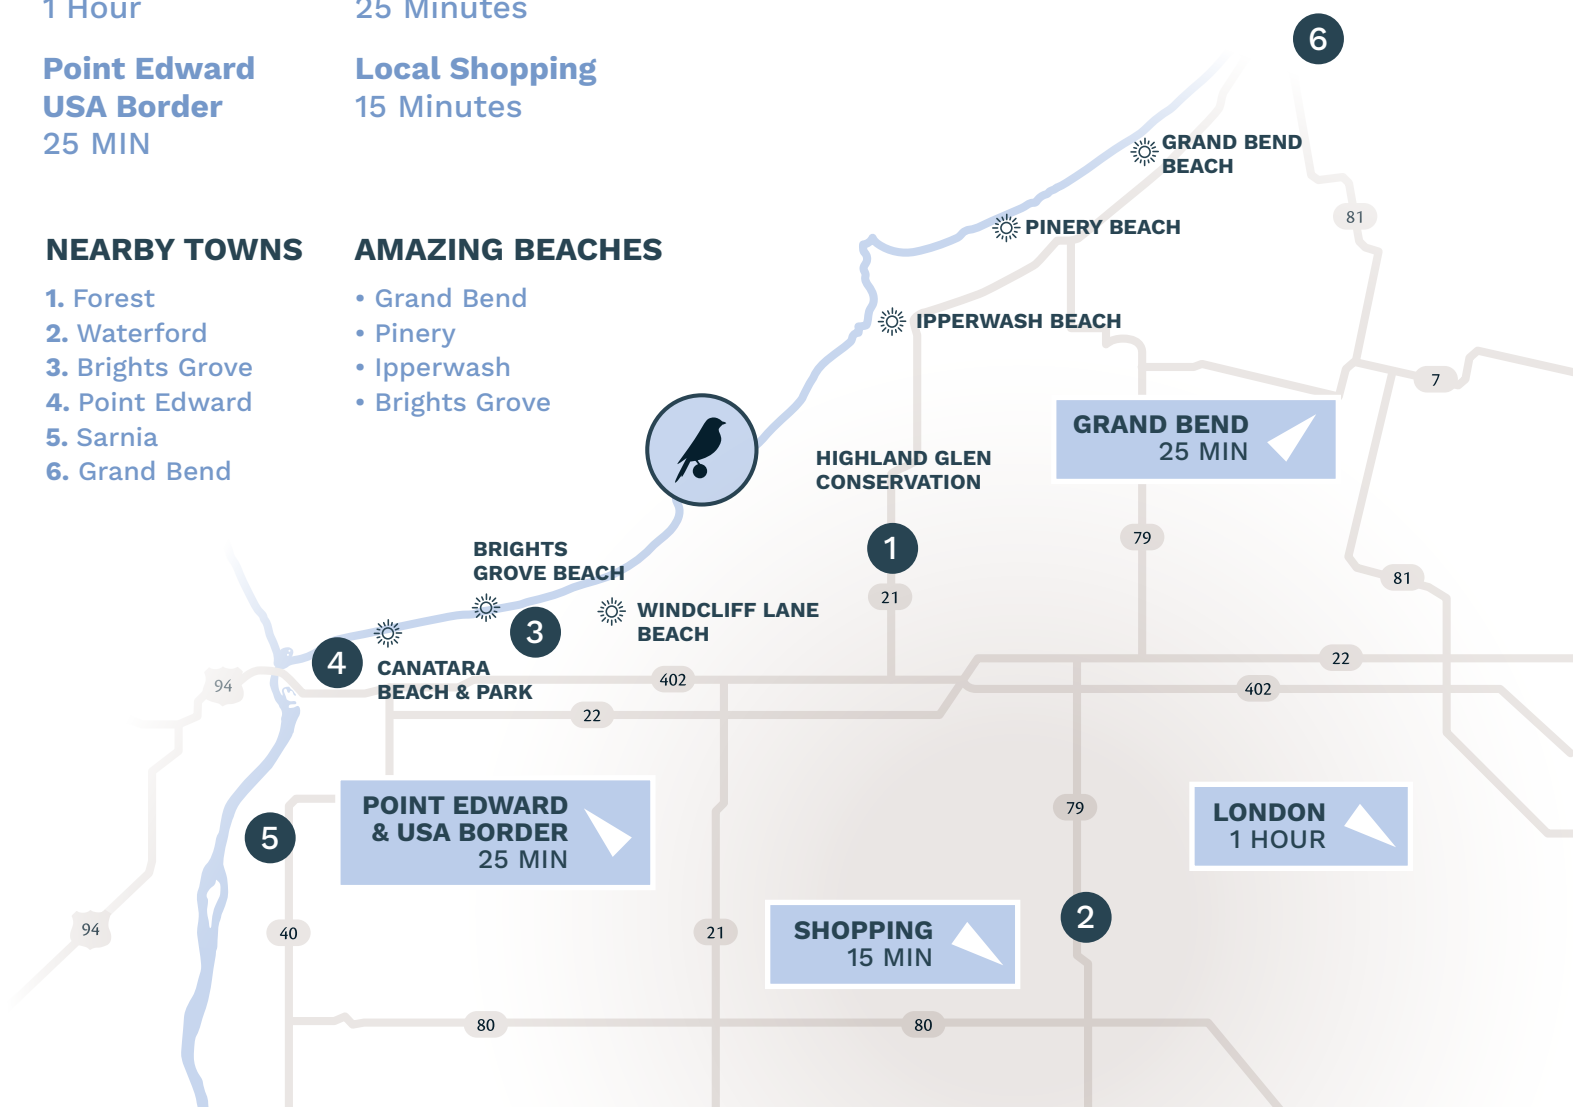 1 Hour
25 Minutes
Point Edward
USA Border
25 MIN
Local Shopping
15 Minutes
NEARBY TOWNS
1. Forest
2. Waterford
3. Brights Grove
4. Point Edward
5. Sarnia
6. Grand Bend
AMAZING BEACHES
• Grand Bend
• Pinery
• Ipperwash
• Brights Grove
6
GRAND BEND
BEACH
81
PINERY BEACH
IPPERWASH BEACH
7
GRAND BEND
25 MIN
HIGHLAND GLEN
CONSERVATION
1
79
81
21
BRIGHTS
GROVE BEACH
3
WINDCLIFF LANE
BEACH
4
CANATARA
BEACH & PARK
94
402
22
22
402
POINT EDWARD
& USA BORDER
25 MIN
5
79
LONDON
1 HOUR
94
40
21
SHOPPING
15 MIN
2
80
80